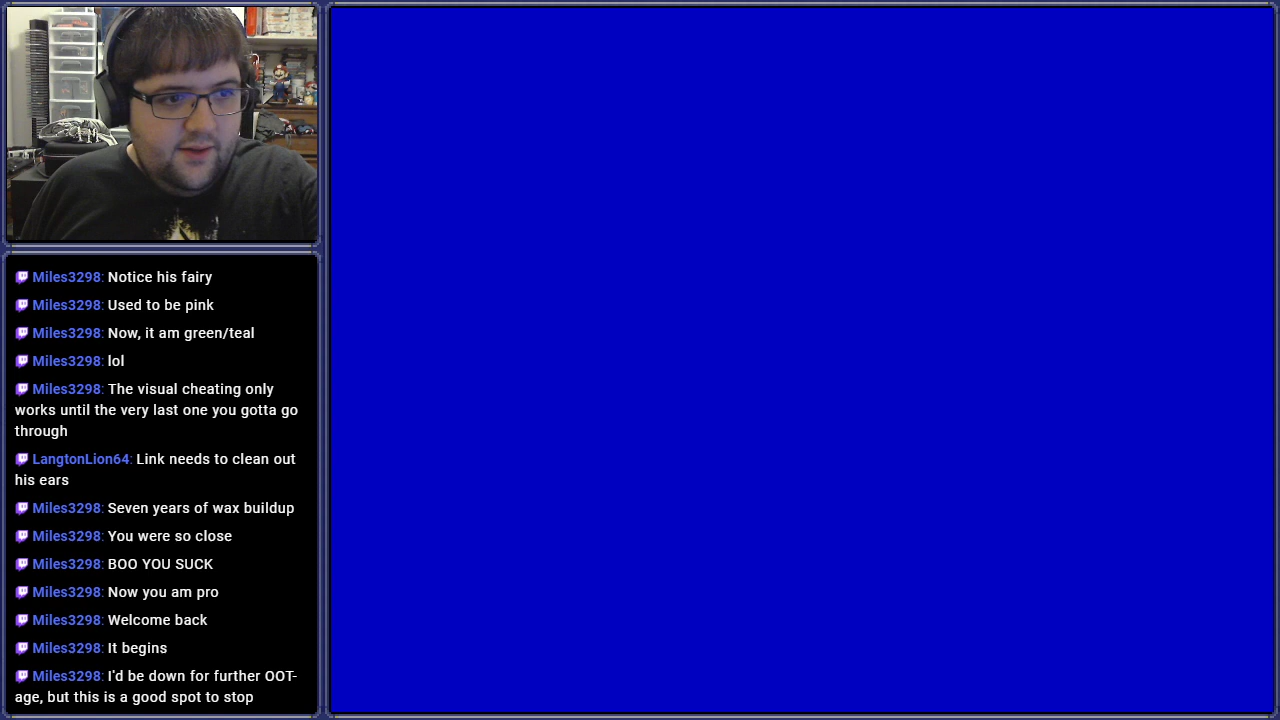 Miles3298: Notice his fairy
Miles3298: Used to be pink
Miles3298: Now, it am green/teal
Miles3298: lol
Miles3298: The visual cheating only
works until the very last one you gotta go
through
LangtonLion64: Link needs to clean out
his ears
Miles3298: Seven years of wax buildup
Miles3298: You were so close
Miles3298: BOO YOU SUCK
Miles3298: Now you am pro
Miles3298: Welcome back
Miles3298: It begins
Miles3298: I'd be down for further OOT-
age, but this is a good spot to stop